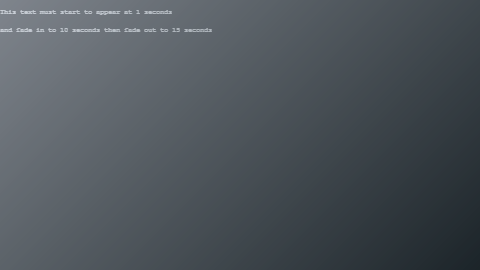 This text must start to appear at 1 seconds
and fade in to 10 seconds then fade out to 15 seconds